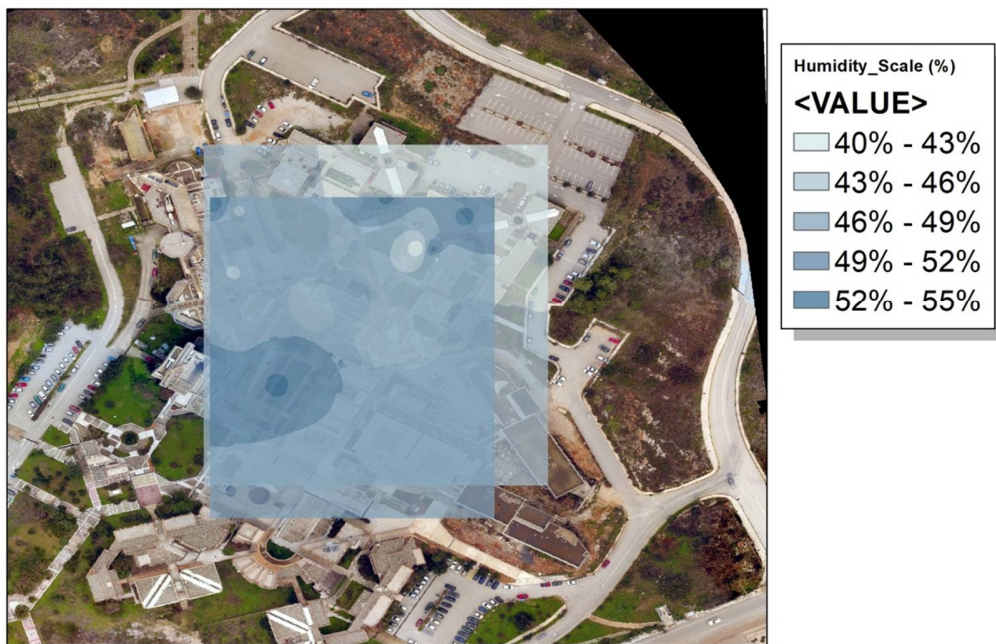 Humidity_Scale (%)
<VALUE>
40% - 43%
43% - 46%
46% - 49%
49% - 52%
52% - 55%